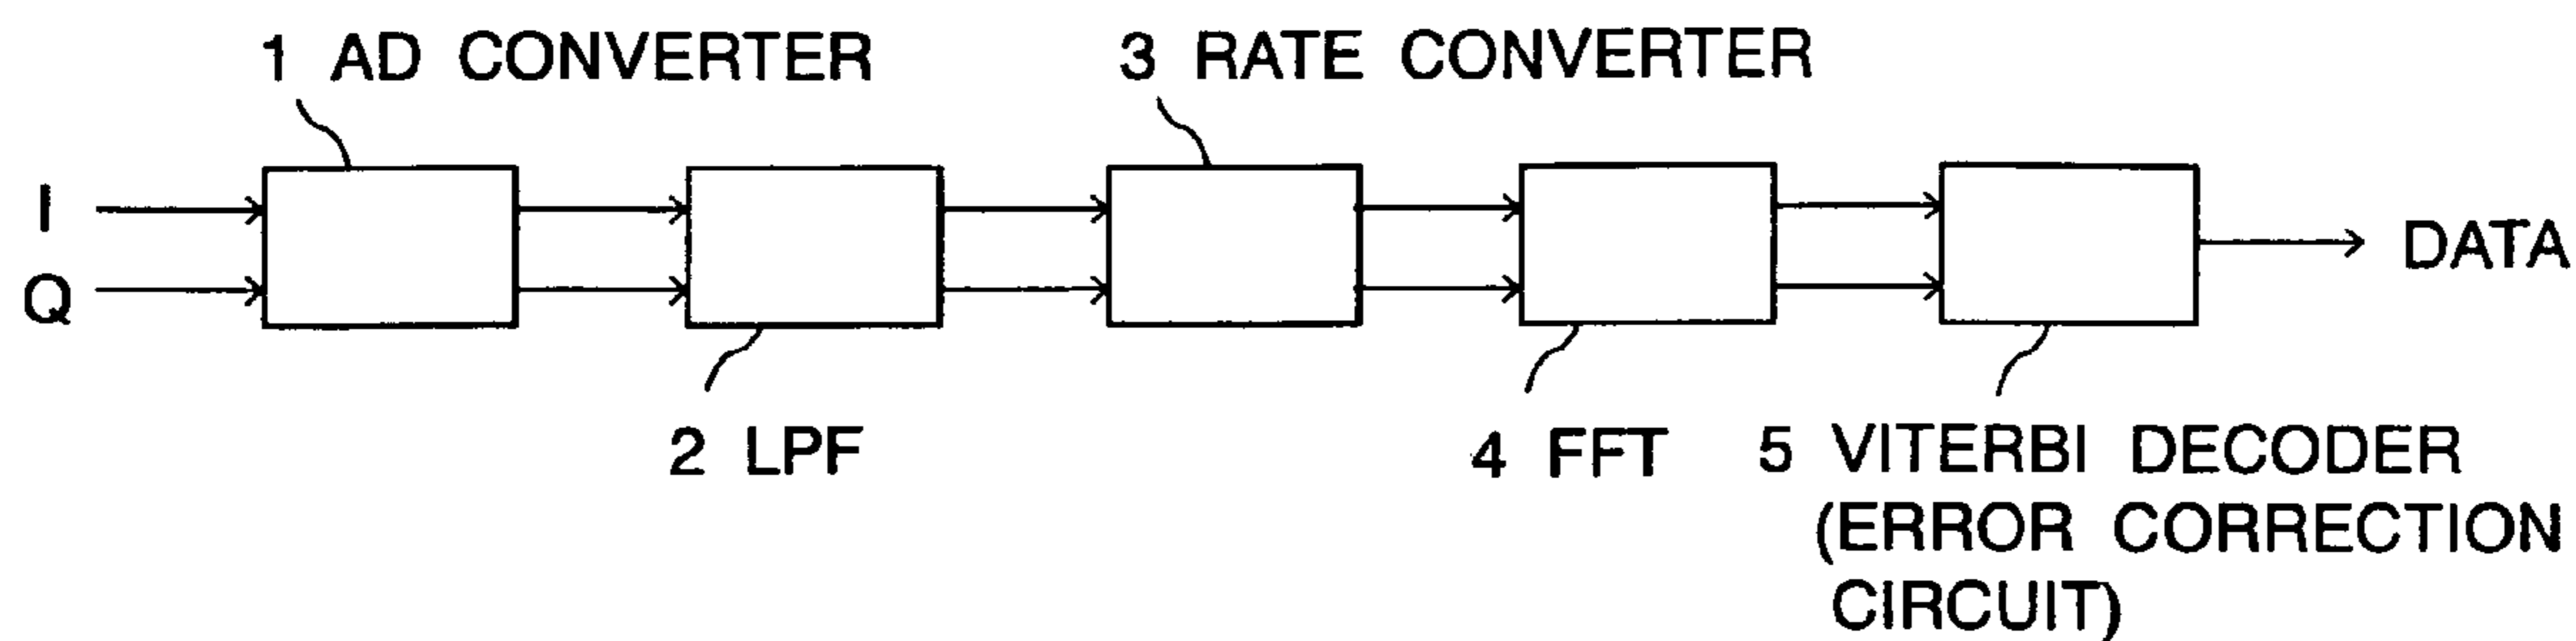 1 AD CONVERTER
3 RATE CONVERTER
I
Q
DATA
2 LPF
4 FFT
5 VITERBI DECODER
(ERROR CORRECTION
CIRCUIT)